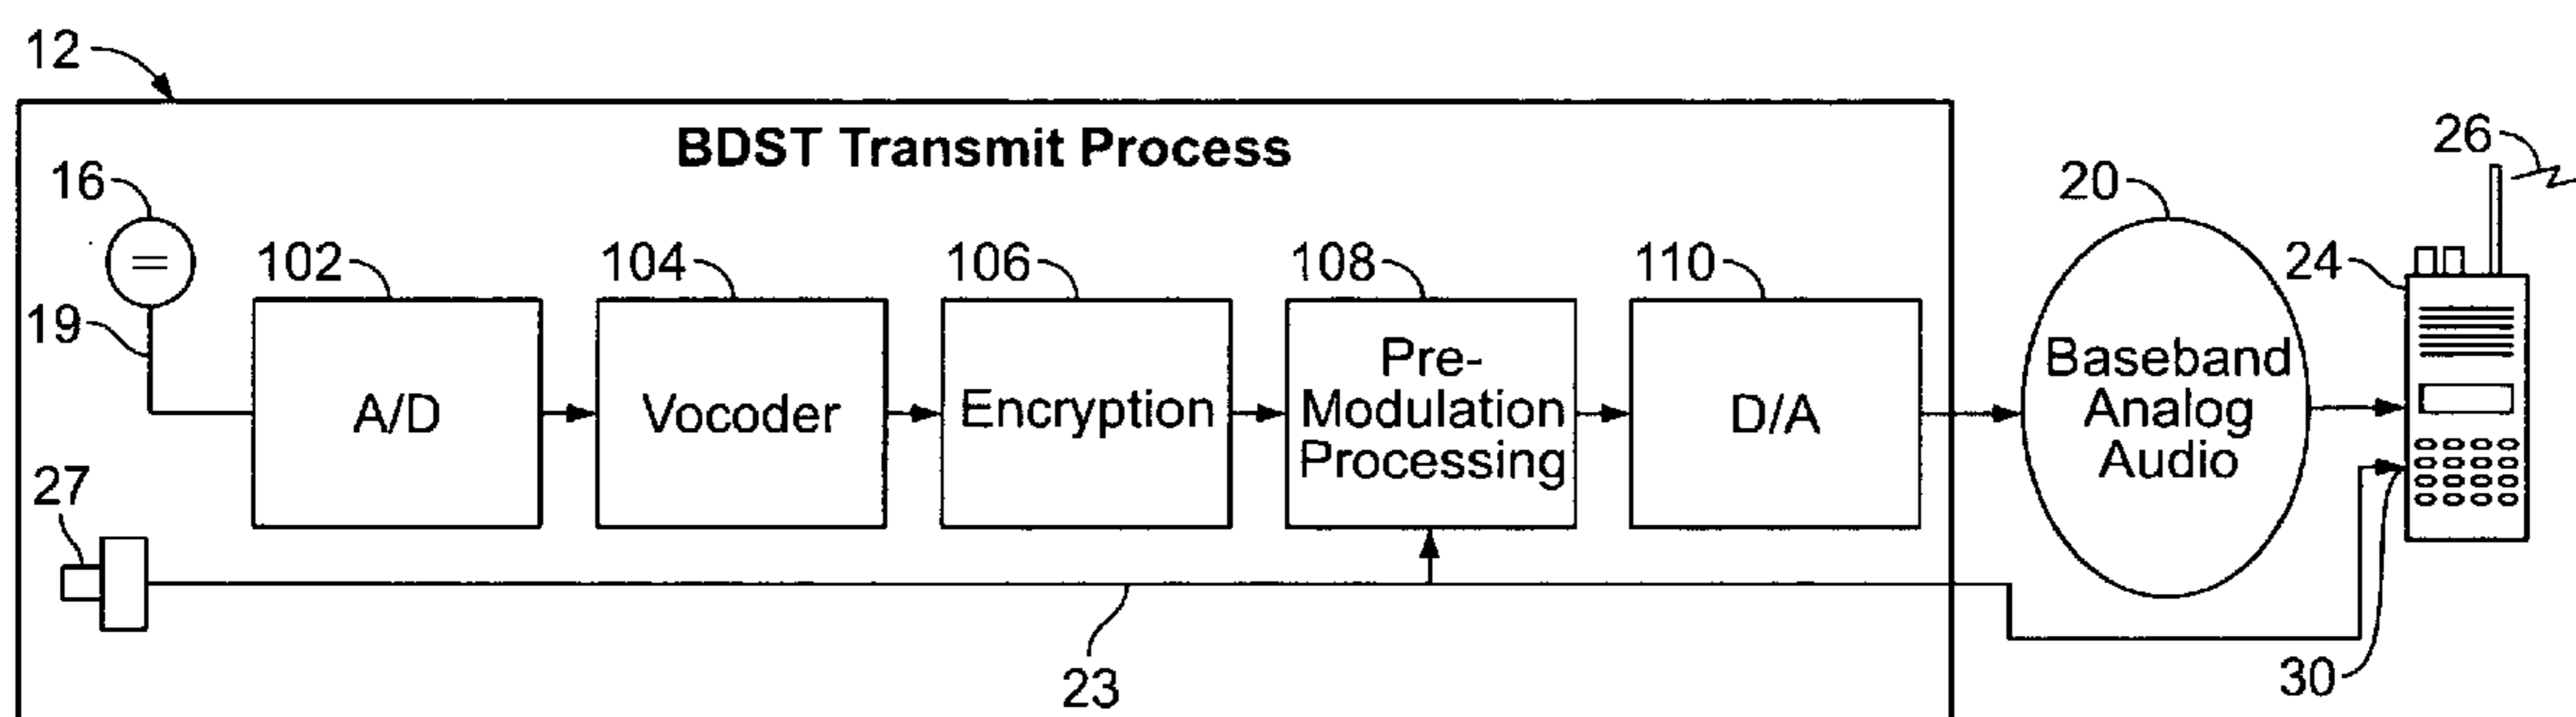 12
BDST Transmit Process
26
16
20
102
104
106
108
110
24
=
19
A/D
Vocoder
Encryption
Pre-
Modulation
Processing
D/A
Baseband
Analog
Audio
27
23
30